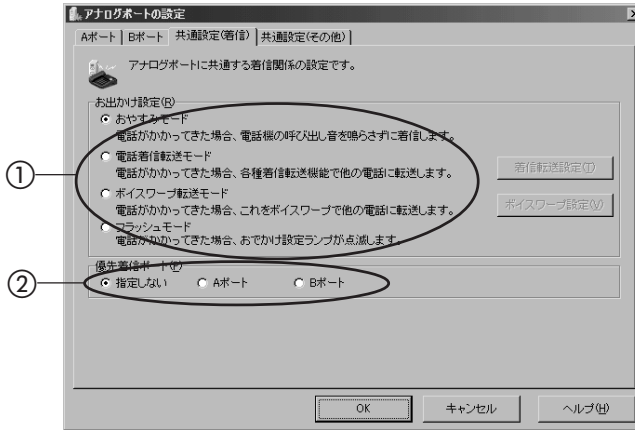 アナログポートの設定
Aポート Bポート 共通設定(着信) 共通設定(その他)
アナログポートに共通する着信関係の設定です。
お出かけ設定(R)
おやすみモード
電話がかかってきた場合、電話機の呼び出し音を鳴らさずに着信します。
①
電話着信転送モード
電話がかかってきた場合、各種着信転送機能で他の電話に転送します。
着信転送設定(T)
ボイスワープ転送モード
電話がかかってきた場合、これをボイスワープで他の電話に転送します。
ボイスワープ設定(V)
フラッシュモード
電話がかかってきた場合、おでかけ設定ランプが点滅します。
優先着信ポート(P)
②
指定しない Aポート Bポート
OK キャンセル ヘルプ(H)